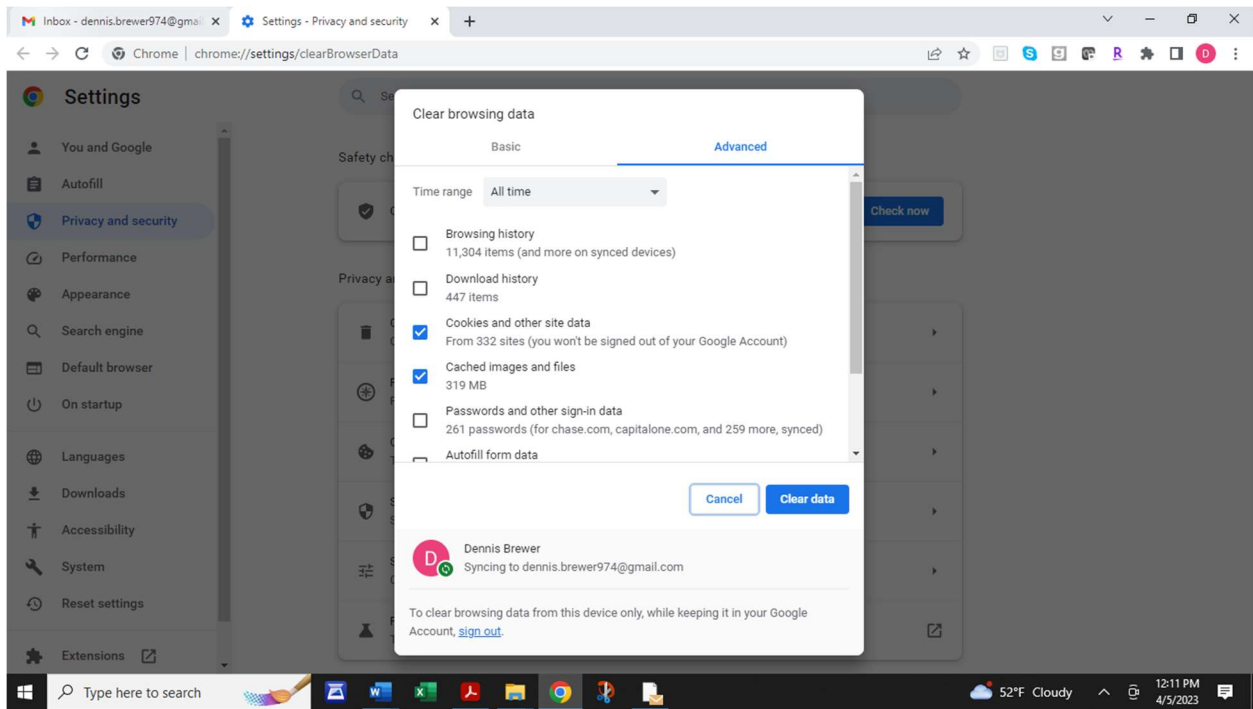 Inbox - dennis.brewer974@gmai
Settings - Privacy and security
Chrome | chrome://settings/clearBrowserData
D
Settings
Se
You and Google
Autofill
Privacy and security
Performance
Appearance
Search engine
Default browser
On startup
Languages
Downloads
Accessibility
System
Reset settings
Extensions
Safety ch
Check now
Privacy a
Clear browsing data
Basic
Advanced
Time range All time
Browsing history
11,304 items (and more on synced devices)
Download history
447 items
Cookies and other site data
From 332 sites (you won't be signed out of your Google Account)
Cached images and files
319 MB
Passwords and other sign-in data
261 passwords (for chase.com, capitalone.com, and 259 more, synced)
Autofill form data
Cancel
Clear data
D
Dennis Brewer
Syncing to dennis.brewer974@gmail.com
To clear browsing data from this device only, while keeping it in your Google
Account, sign out.
Type here to search
52°F Cloudy
12:11 PM
4/5/2023